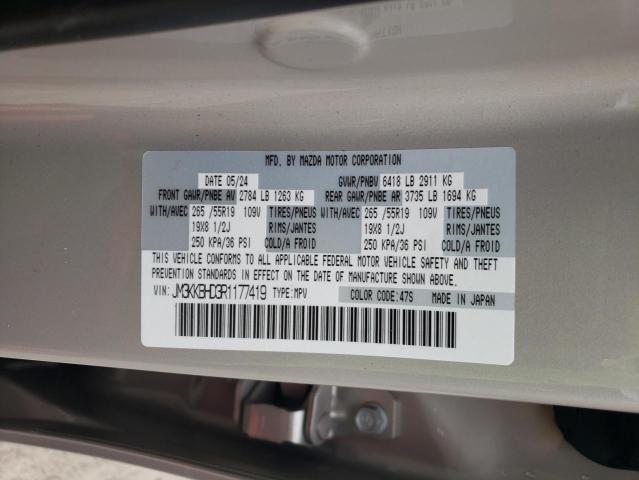 MFD. BY MAZDA MOTOR CORPORATION
DATE 05/24 GVWR/PNBV 6418 LB 2911 KG
FRONT GAWR/PNBE AV 2784 LB 1263 KG REAR GAWR/PNBE AR 3735 LB 1694 KG
WITH/AVEC 265 /55R19 109V TIRES/PNEUS WITH/AVEC 265 /55R19 109V TIRES/PNEUS
19X8 1/2J RIMS/JANTES 19X8 1/2J RIMS/JANTES
250 KPA/36 PSI COLD/A FROID 250 KPA/36 PSI COLD/A FROID
THIS VEHICLE CONFORMS TO ALL APPLICABLE FEDERAL MOTOR VEHICLE SAFETY AND THEFT
PREVENTION STANDARDS IN EFFECT ON THE DATE OF MANUFACTURE SHOWN ABOVE.
VIN: JM3KKBHD3R1177419 TYPE:MPV COLOR CODE:47S MADE IN JAPAN